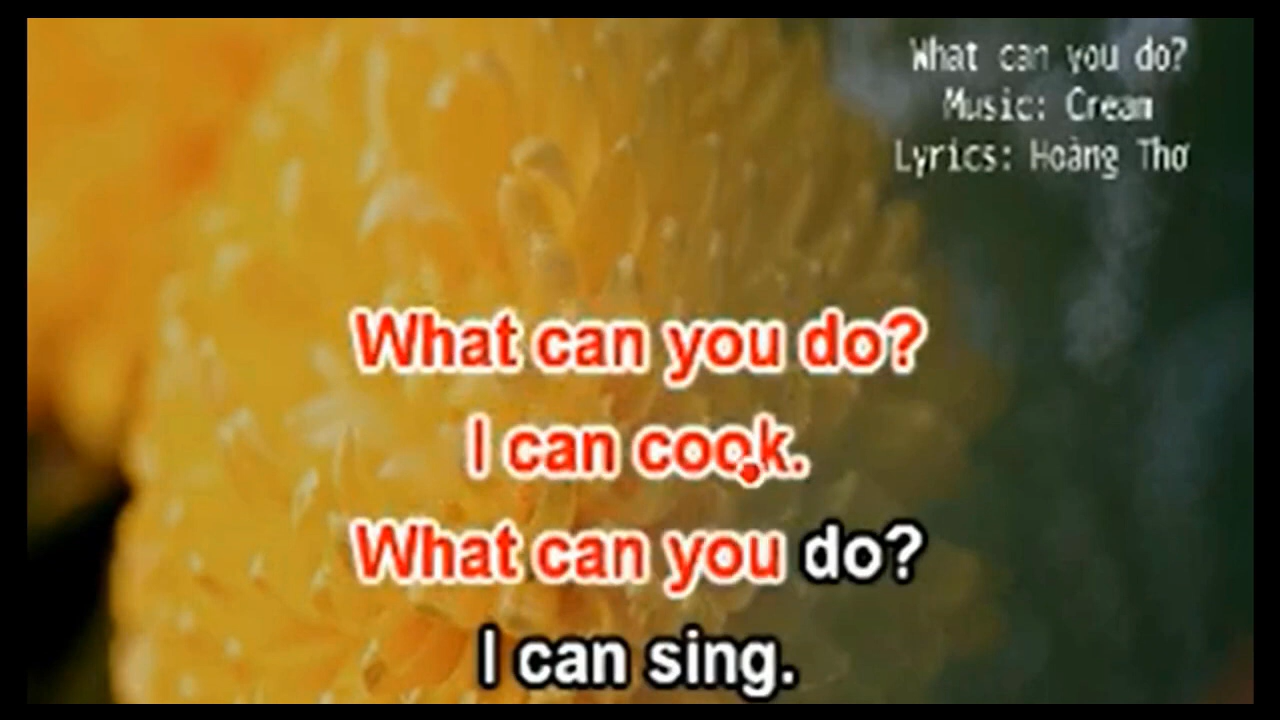 What can you do?
Music: Cream
Lyrics: Hoàng Thơ
What can you do?
I can cook.
What can you do?
I can sing.